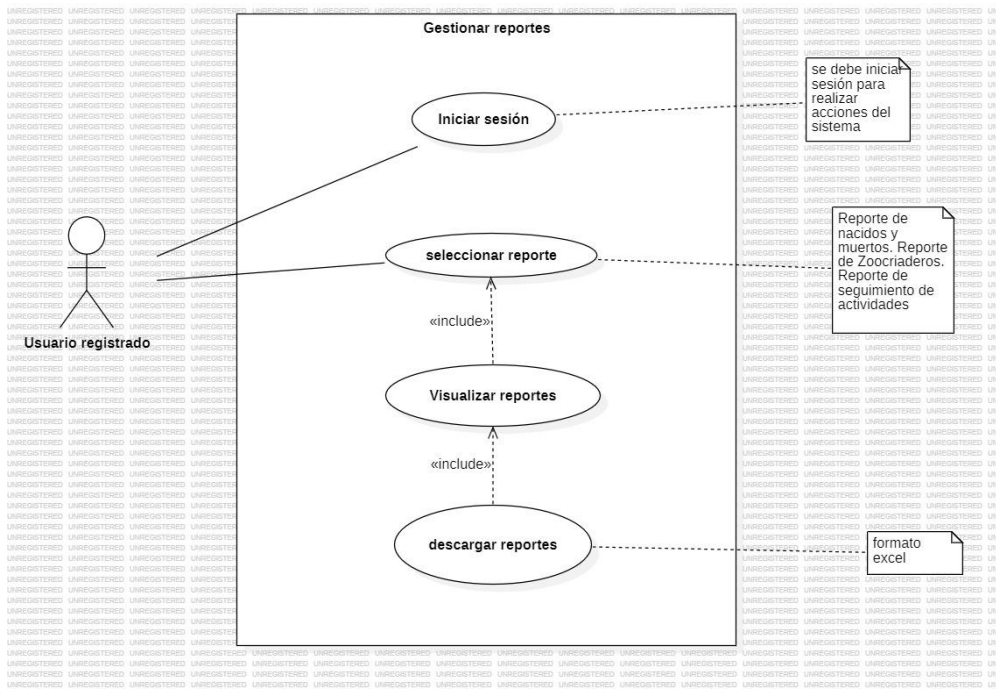 Gestionar reportes
se debe iniciar
sesión para
realizar
acciones del
sistema
Iniciar sesión
Reporte de
nacidos y
muertos. Reporte
de Zoocriaderos.
Reporte de
seguimiento de
actividades
seleccionar reporte
«include»
Usuario registrado
Visualizar reportes
«include»
descargar reportes
formato
excel
UNREGISTERED